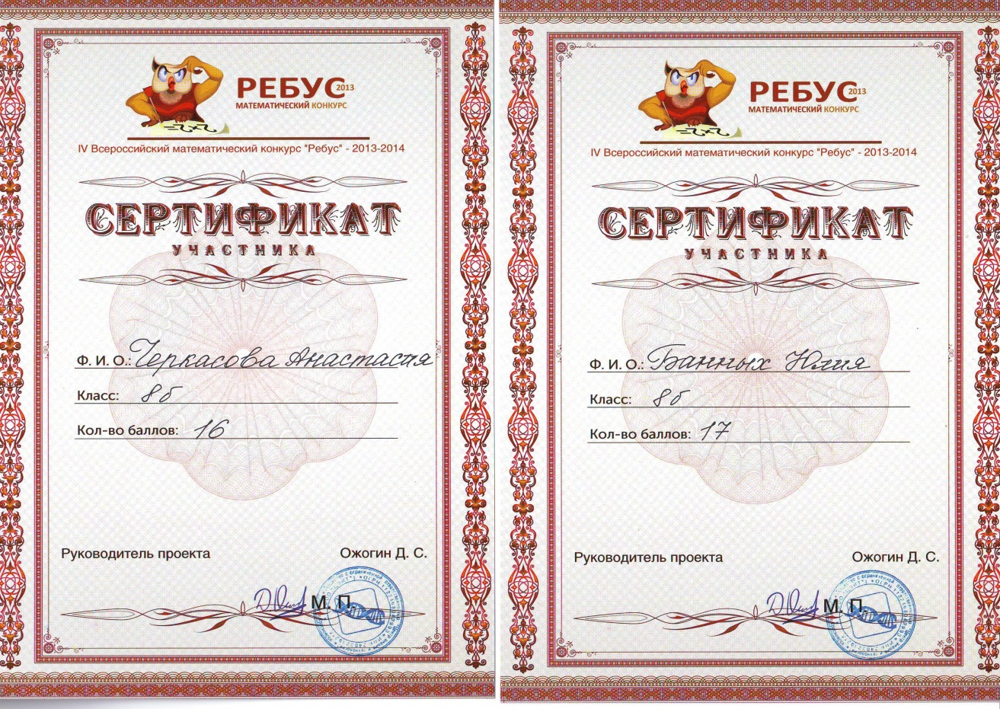 РЕБУС 2013
МАТЕМАТИЧЕСКИЙ КОНКУРС
IV Всероссийский математический конкурс "Ребус" - 2013-2014
СЕРТИФИКАТ
УЧАСТНИКА
Ф. И. О.: Черкасова Анастасия
Класс: 8б
Кол-во баллов: 16
Руководитель проекта Ожогин Д. С.
М. П.
РЕБУС 2013
МАТЕМАТИЧЕСКИЙ КОНКУРС
IV Всероссийский математический конкурс "Ребус" - 2013-2014
СЕРТИФИКАТ
УЧАСТНИКА
Ф. И. О.: Банных Юлия
Класс: 8б
Кол-во баллов: 17
Руководитель проекта Ожогин Д. С.
М. П.